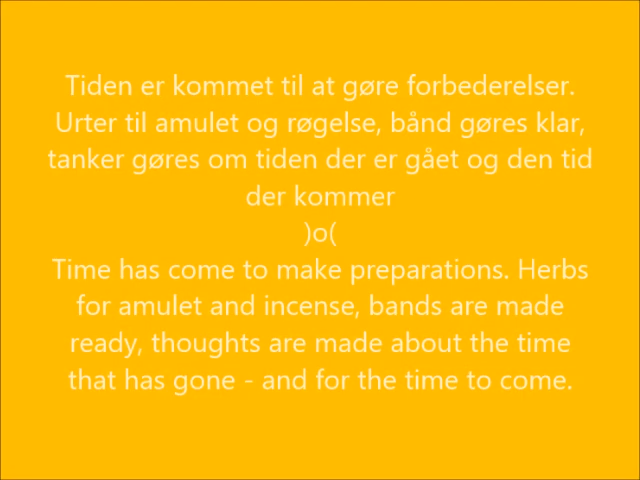 Tiden er kommet til at gøre forbederelser.
Urter til amulet og røgelse, bånd gøres klar,
tanker gøres om tiden der er gået og den tid
der kommer
)o(
Time has come to make preparations. Herbs
for amulet and incense, bands are made
ready, thoughts are made about the time
that has gone - and for the time to come.